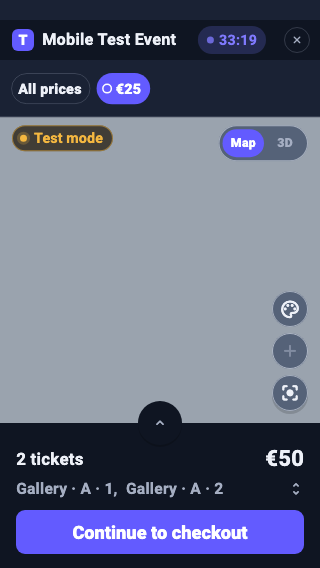 T Mobile Test Event 33:19
All prices €25
Test mode Map 3D
2 tickets €50
Gallery · A · 1, Gallery · A · 2
Continue to checkout